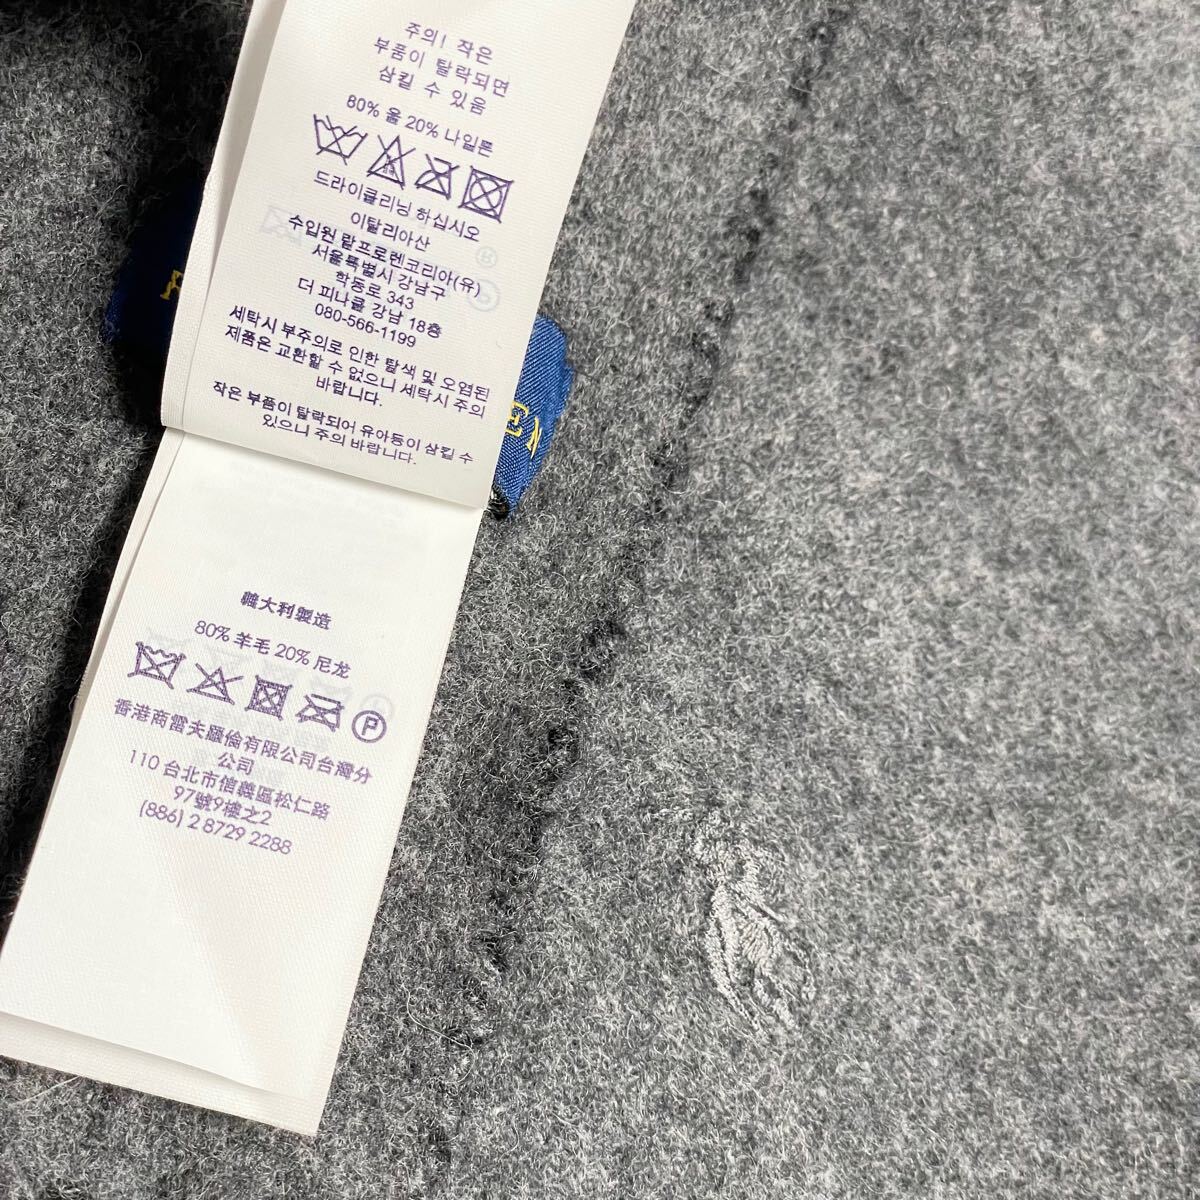 주의! 작은
부품이 탈락되면
삼킬 수 있음
80% 울 20% 나일론
드라이클리닝 하십시오
이탈리아산
수입원 랄프로렌코리아(유)
서울특별시 강남구
학동로 343
더 피나클 강남 18층
080-566-1199
세탁시 부주의로 인한 탈색 및 오염된
제품은 교환할 수 없으니 세탁시 주의
바랍니다.
작은 부품이 탈락되어 유아등이 삼킬 수
있으니 주의 바랍니다.
EN
義大利製造
80% 羊毛 20% 尼龙
P
香港商雷夫羅倫有限公司台灣分
公司
110 台北市信義區松仁路
97號9樓之2
(886) 2 8729 2288